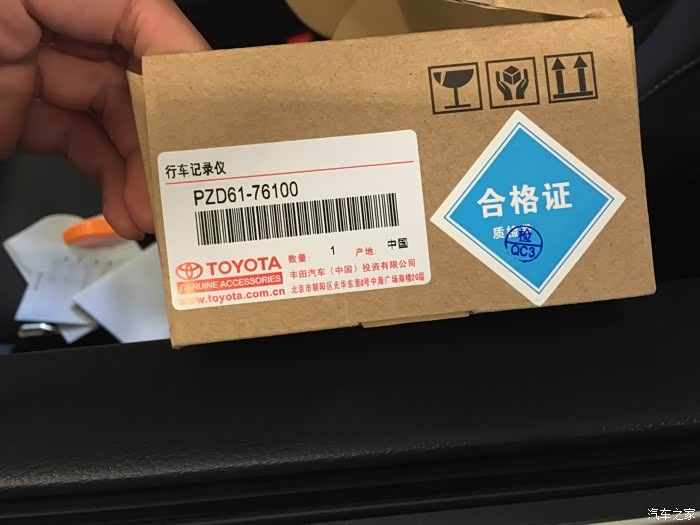 行车记录仪
PZD61-76100
数量: 1 产地: 中国
TOYOTA
GENUINE ACCESSORIES
www.toyota.com.cn
丰田汽车（中国）投资有限公司
北京市朝阳区光华东里8号中海广场南楼20层
合格证
质
检
QC3
汽车之家